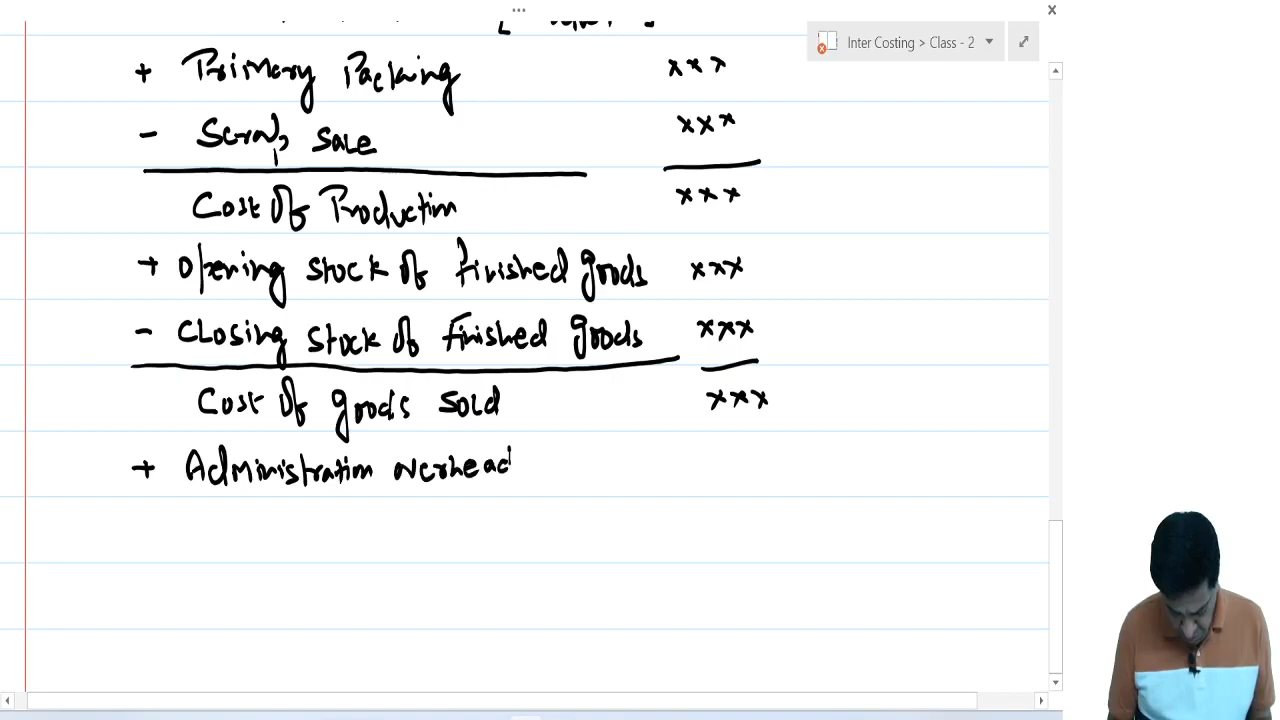 Inter Costing > Class - 2
+ Primary Packing xxx
- Scrap sale xxx
Cost of Production xxx
+ Opening stock of finished goods xxx
- Closing stock of finished goods xxx
Cost of goods sold xxx
+ Administration overhead